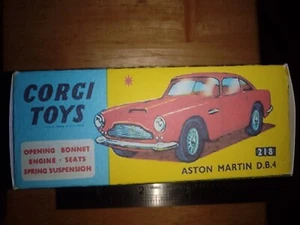 CORGI
TOYS
OPENING BONNET
ENGINE · SEATS
SPRING SUSPENSION
218
ASTON MARTIN D.B.4